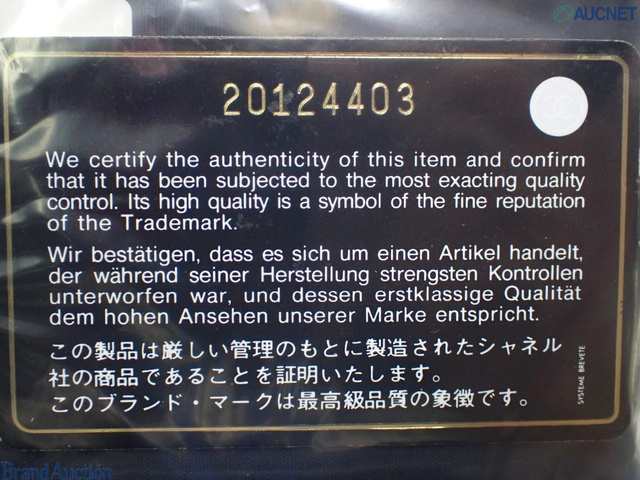 AUCNET
20124403
We certify the authenticity of this item and confirm
that it has been subjected to the most exacting quality
control. Its high quality is a symbol of the fine reputation
of the Trademark.
Wir bestätigen, dass es sich um einen Artikel handelt,
der während seiner Herstellung strengsten Kontrollen
unterworfen war, und dessen erstklassige Qualität
dem hohen Ansehen unserer Marke entspricht.
この製品は厳しい管理のもとに製造されたシャネル
社の商品であることを証明いたします。
このブランド・マークは最高級品質の象徴です。
SYSTEME BREVETE
Brand Auction